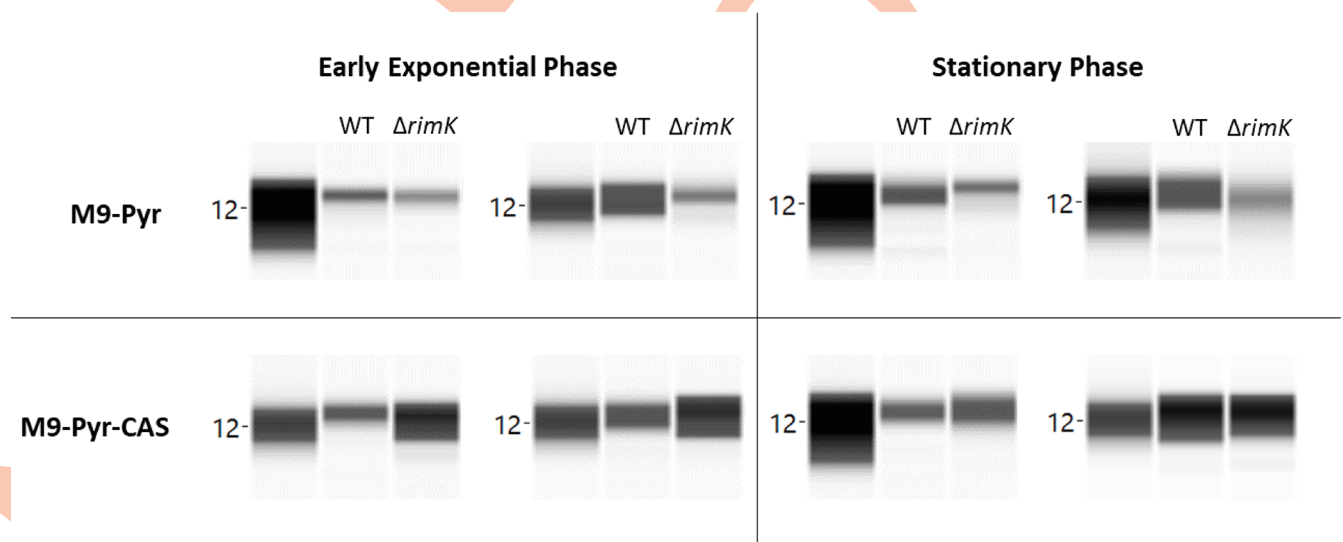 Early Exponential Phase
Stationary Phase
WT ΔrimK
WT ΔrimK
WT ΔrimK
WT ΔrimK
M9-Pyr
12-
12-
12-
12-
M9-Pyr-CAS
12-
12-
12-
12-